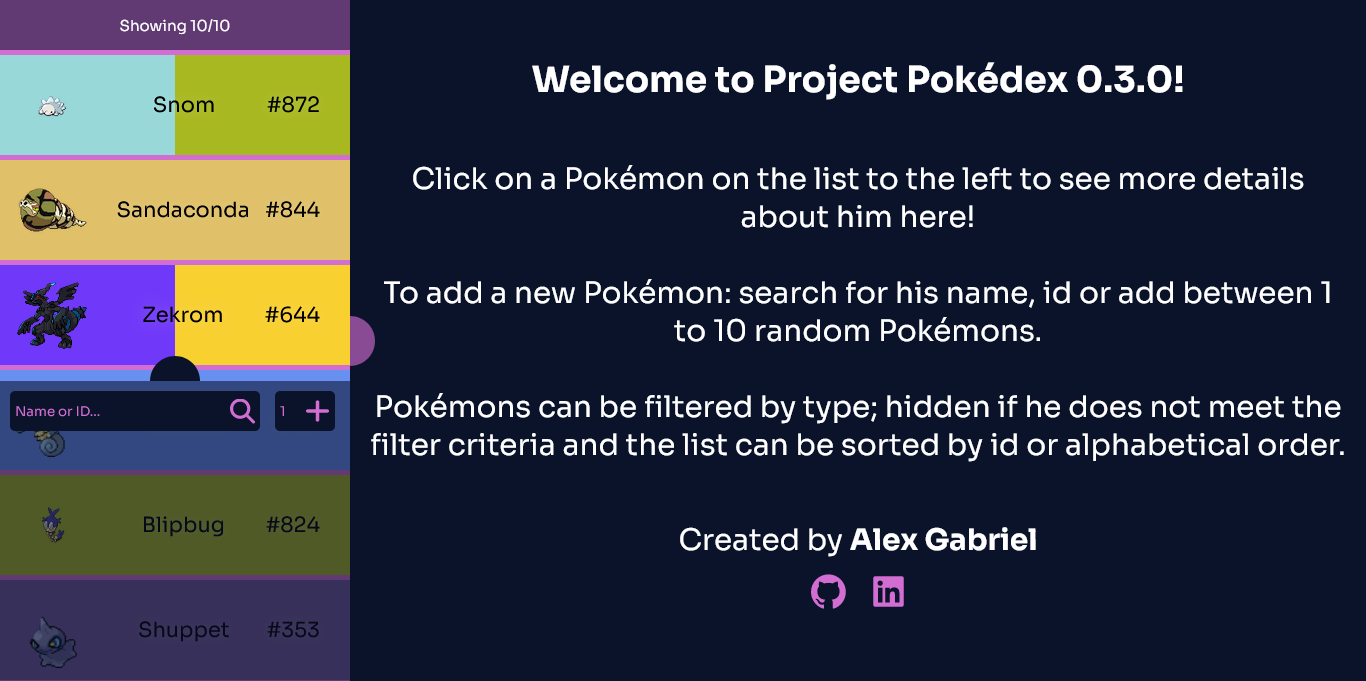 Showing 10/10
Snom #872
Sandaconda #844
Zekrom #644
Name or ID...
1
Blipbug #824
Shuppet #353
Welcome to Project Pokédex 0.3.0!
Click on a Pokémon on the list to the left to see more details
about him here!
To add a new Pokémon: search for his name, id or add between 1
to 10 random Pokémons.
Pokémons can be filtered by type; hidden if he does not meet the
filter criteria and the list can be sorted by id or alphabetical order.
Created by Alex Gabriel
in